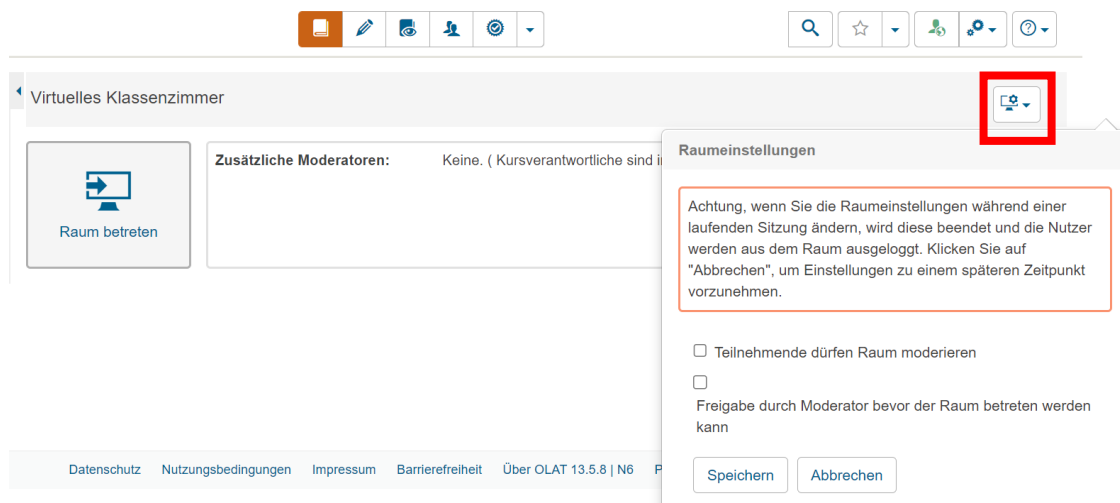 Virtuelles Klassenzimmer
Raum betreten
Zusätzliche Moderatoren: Keine. ( Kursverantwortliche sind
Raumeinstellungen
Achtung, wenn Sie die Raumeinstellungen während einer
laufenden Sitzung ändern, wird diese beendet und die Nutzer
werden aus dem Raum ausgeloggt. Klicken Sie auf
"Abbrechen", um Einstellungen zu einem späteren Zeitpunkt
vorzunehmen.
Teilnehmende dürfen Raum moderieren
Freigabe durch Moderator bevor der Raum betreten werden
kann
Speichern Abbrechen
Datenschutz Nutzungsbedingungen Impressum Barrierefreiheit Über OLAT 13.5.8 | N6